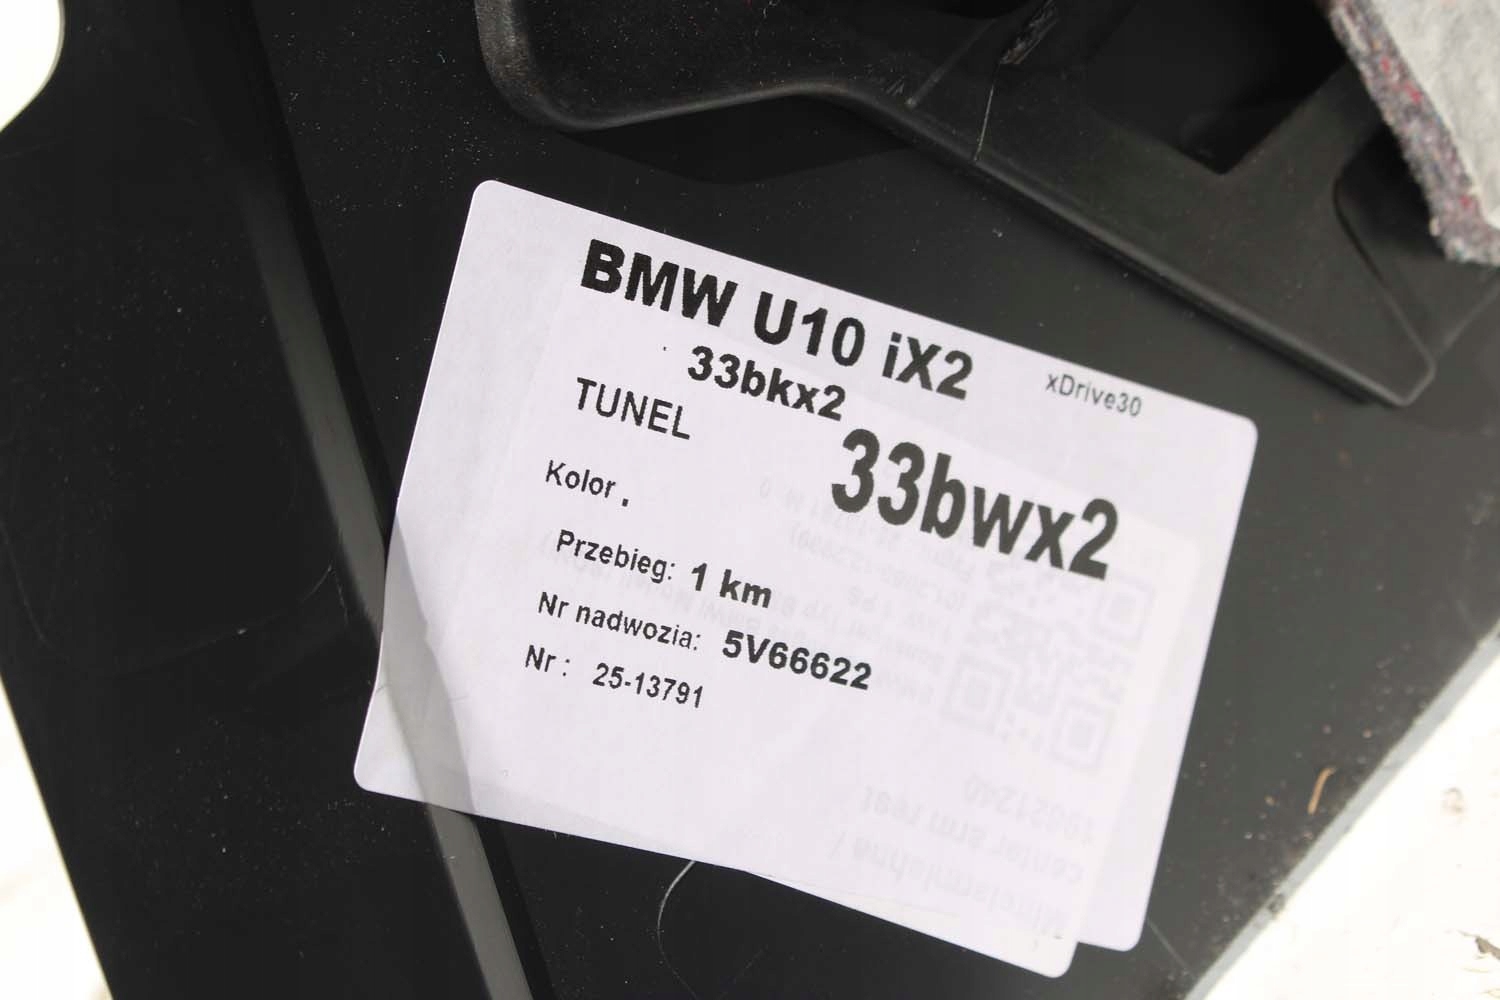 BMW U10 iX2 xDrive30
33bkx2
TUNEL
33bwx2
Kolor .
Przebieg: 1 km
Nr nadwozia: 5V66622
Nr : 25-13791